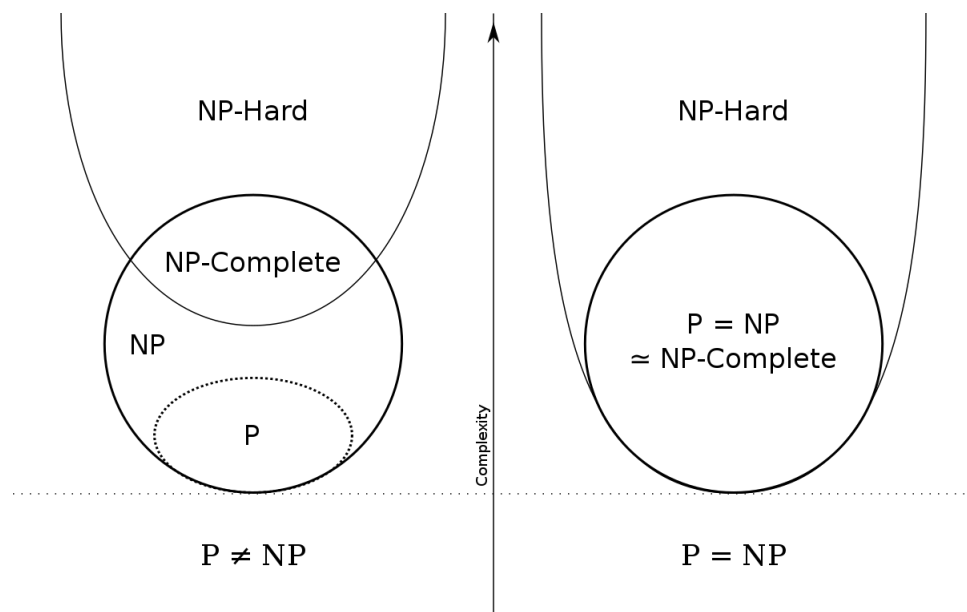 NP-Hard
NP-Complete
NP
P
P ≠ NP
Complexity
NP-Hard
P = NP
≃ NP-Complete
P = NP